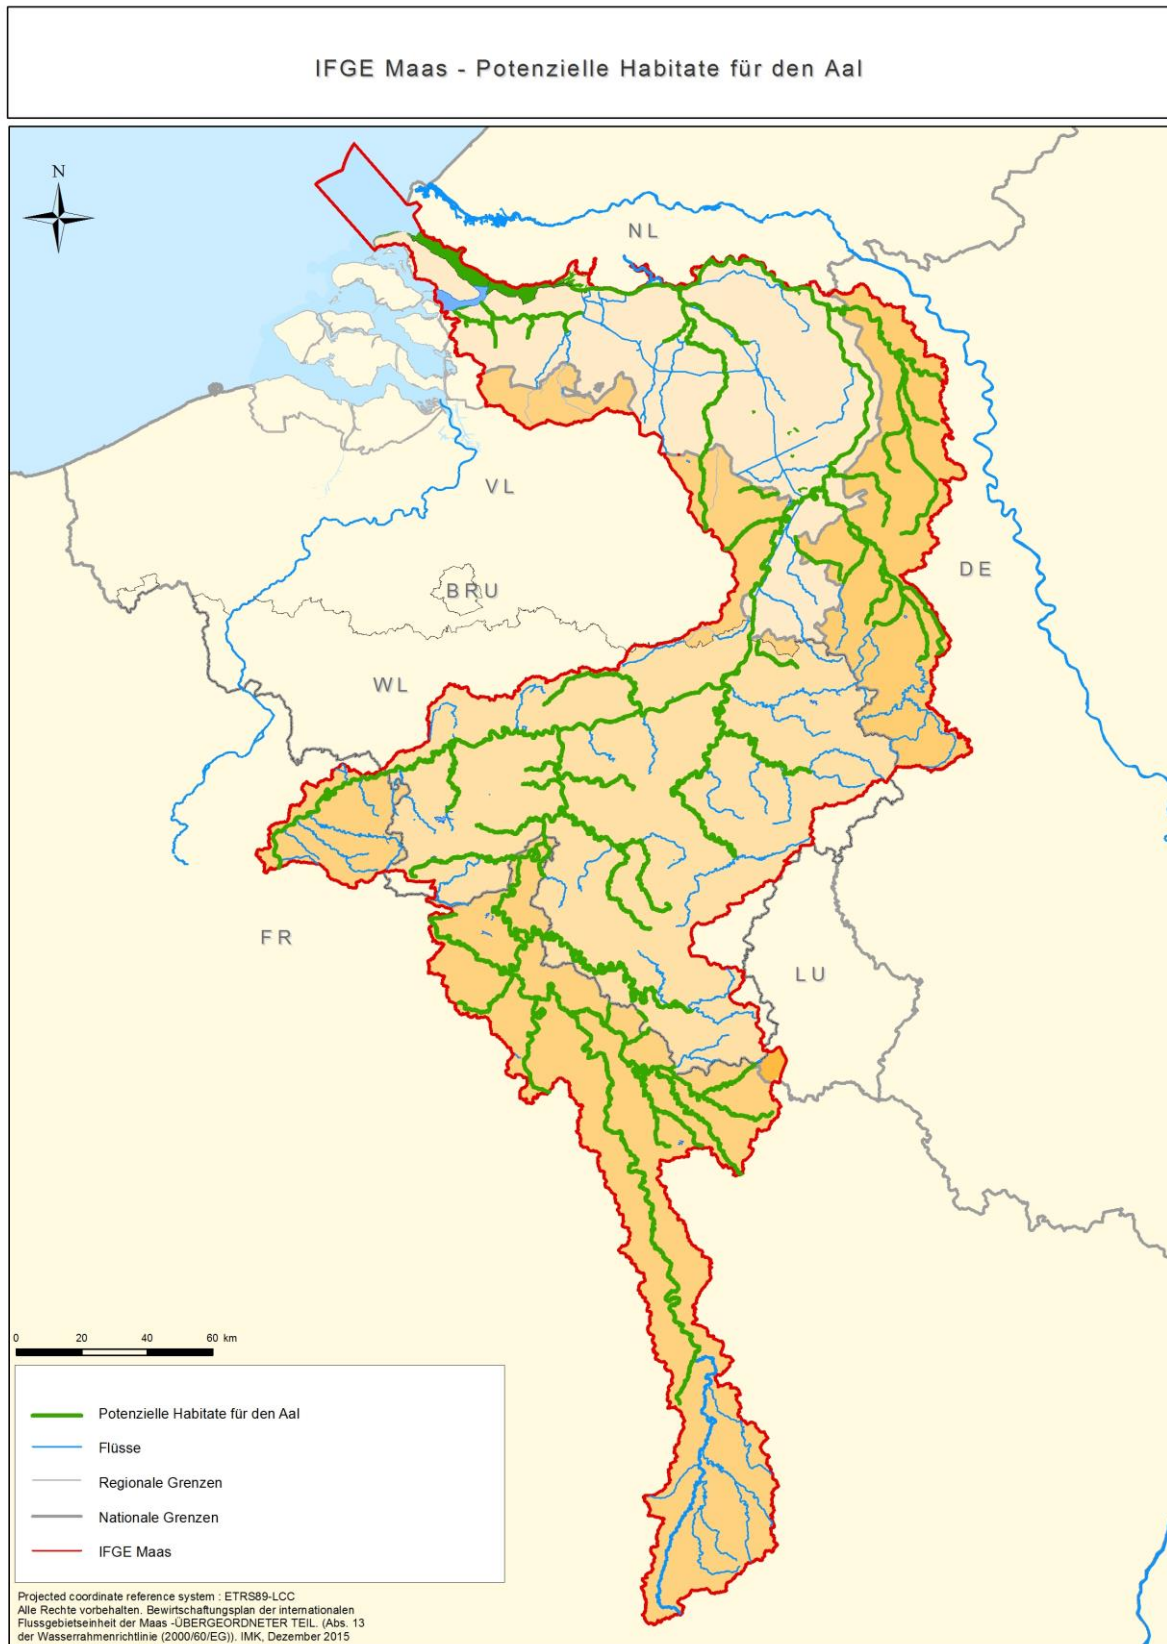 IFGE Maas - Potenzielle Habitate für den Aal
N
NL
VL
DE
BRU
WL
FR
LU
0 20 40 60 km
Potenzielle Habitate für den Aal
Flüsse
Regionale Grenzen
Nationale Grenzen
IFGE Maas
Projected coordinate reference system : ETRS89-LCC
Alle Rechte vorbehalten. Bewirtschaftungsplan der internationalen
Flussgebietseinheit der Maas -ÜBERGEORDNETER TEIL. (Abs. 13
der Wasserrahmenrichtlinie (2000/60/EG)). IMK, Dezember 2015